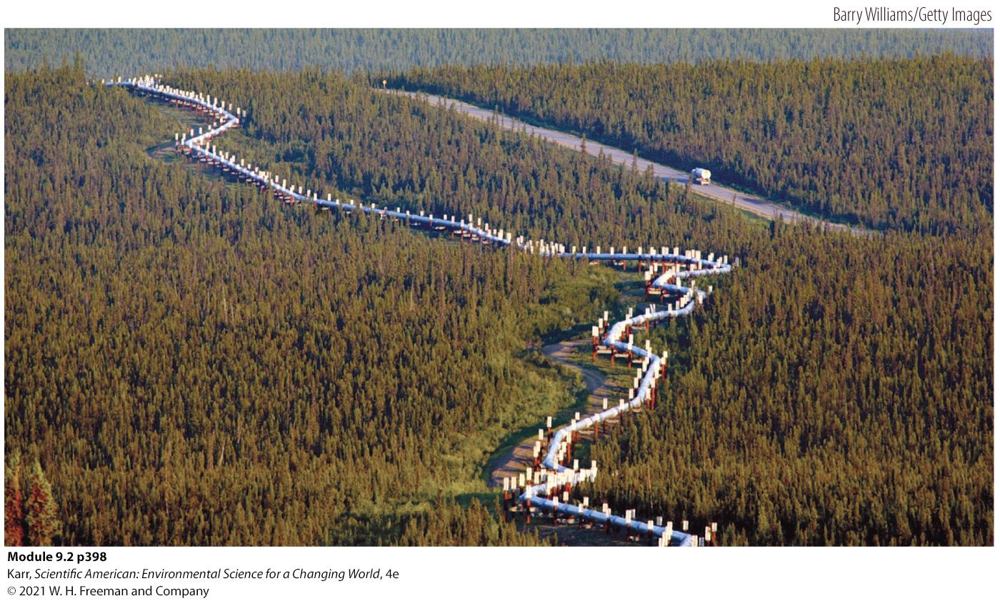 Barry Williams/Getty Images
Module 9.2 p398
Karr, Scientific American: Environmental Science for a Changing World, 4e
© 2021 W. H. Freeman and Company